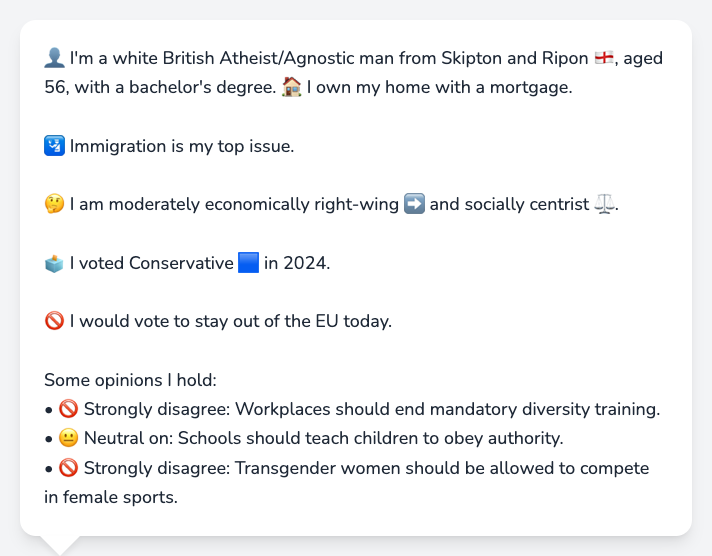 👤 I'm a white British Atheist/Agnostic man from Skipton and Ripon 🏴󠁧󠁢󠁥󠁮󠁧󠁿, aged
56, with a bachelor's degree. 🏠 I own my home with a mortgage.
🛂 Immigration is my top issue.
🤔 I am moderately economically right-wing ➡️ and socially centrist ⚖️.
🗳️ I voted Conservative 🟦 in 2024.
🚫 I would vote to stay out of the EU today.
Some opinions I hold:
• 🚫 Strongly disagree: Workplaces should end mandatory diversity training.
• 😐 Neutral on: Schools should teach children to obey authority.
• 🚫 Strongly disagree: Transgender women should be allowed to compete
in female sports.